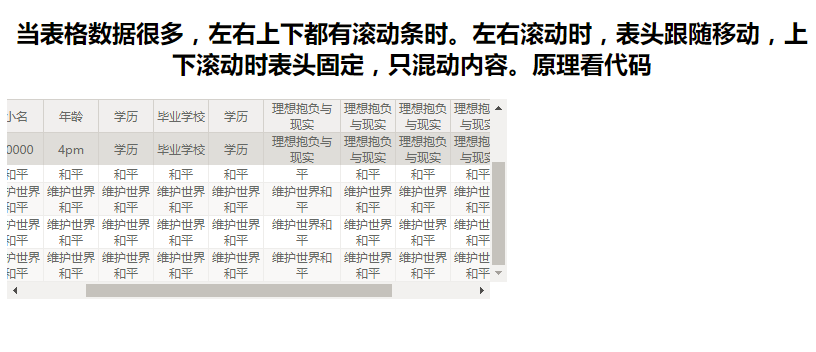 当表格数据很多，左右上下都有滚动条时。左右滚动时，表头跟随移动，上
下滚动时表头固定，只混动内容。原理看代码
小名 年龄 学历 毕业学校 学历 理想抱负与 理想抱负 理想抱负 理想抱
现实 与现实 与现实 与现实
0000 4pm 学历 毕业学校 学历 理想抱负与 理想抱负 理想抱负 理想抱
现实 与现实 与现实 与现实
和平 和平 和平 和平 和平 平 和平 和平 和平
护世界 维护世界 维护世界 维护世界 维护世界 维护世界和 维护世界 维护世界 维护世
和平 和平 和平 和平 和平 平 和平 和平 和平
护世界 维护世界 维护世界 维护世界 维护世界 维护世界和 维护世界 维护世界 维护世
和平 和平 和平 和平 和平 平 和平 和平 和平
护世界 维护世界 维护世界 维护世界 维护世界 维护世界和 维护世界 维护世界 维护世
和平 和平 和平 和平 和平 平 和平 和平 和平